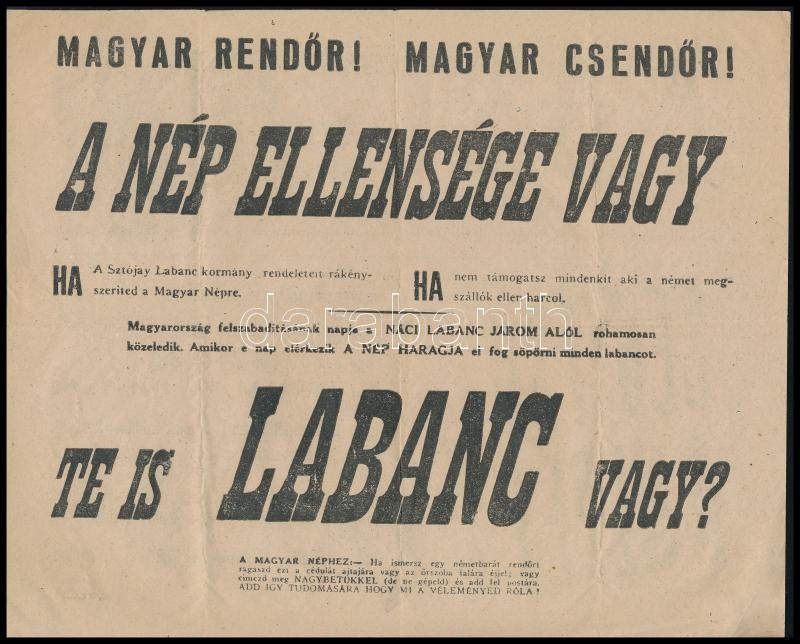 MAGYAR RENDŐR! MAGYAR CSENDŐR!
A NÉP ELLENSÉGE VAGY
HA A Sztójay Labanc kormány rendeleteit rákény-
szerited a Magyar Népre.
HA nem támogatsz mindenkit aki a német meg-
szállók ellen harcol.
Magyarország felszabadításának napja a NÁCI LABANC JAROM ALÓL rohamosan
közeledik. Amikor e nap elérkezik A NÉP HARAGJA el fog söpörni minden labancot.
darabanth
TE IS LABANC VAGY?
A MAGYAR NÉPHEZ:— Ha ismersz egy németbarát rendőrt
ragaszd ezt a cédulát ajtajára vagy az őrszoba falára éjjel; vagy
cimezd meg NAGYBETŰKKEL (de ne gépeld) és add fel postára.
ADD IGY TUDOMÁSÁRA HOGY MI A VÉLEMÉNYED RÓLA!